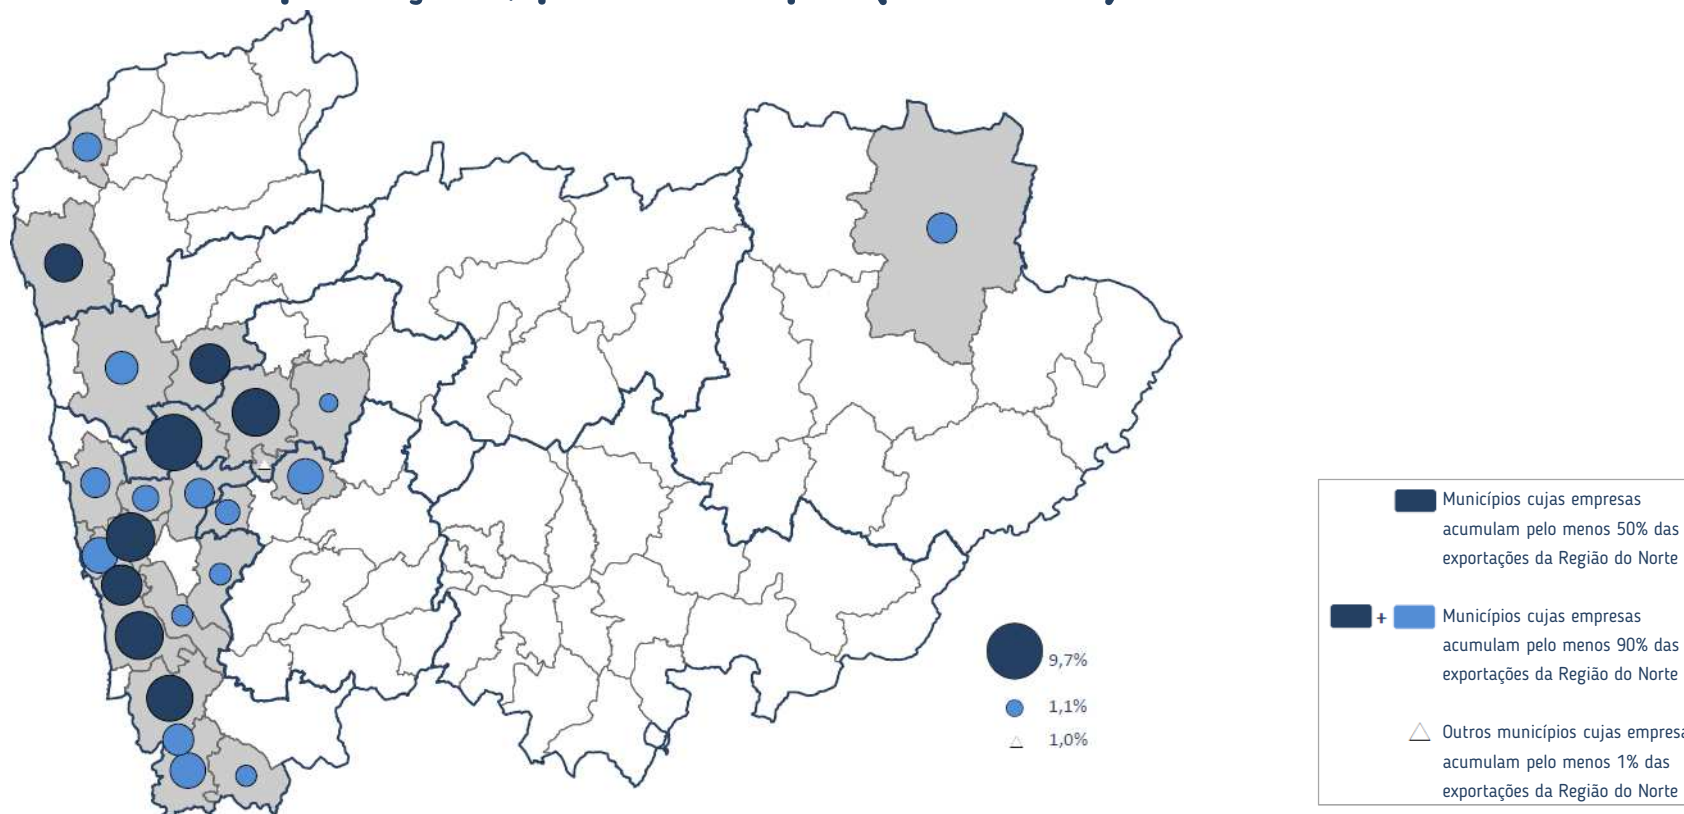 9,7%
1,1%
1,0%
Municípios cujas empresas
acumulam pelo menos 50% das
exportações da Região do Norte
+ Municípios cujas empresas
acumulam pelo menos 90% das
exportações da Região do Norte
Outros municípios cujas
acumulam pelo menos 1% das
exportações da Região do Norte